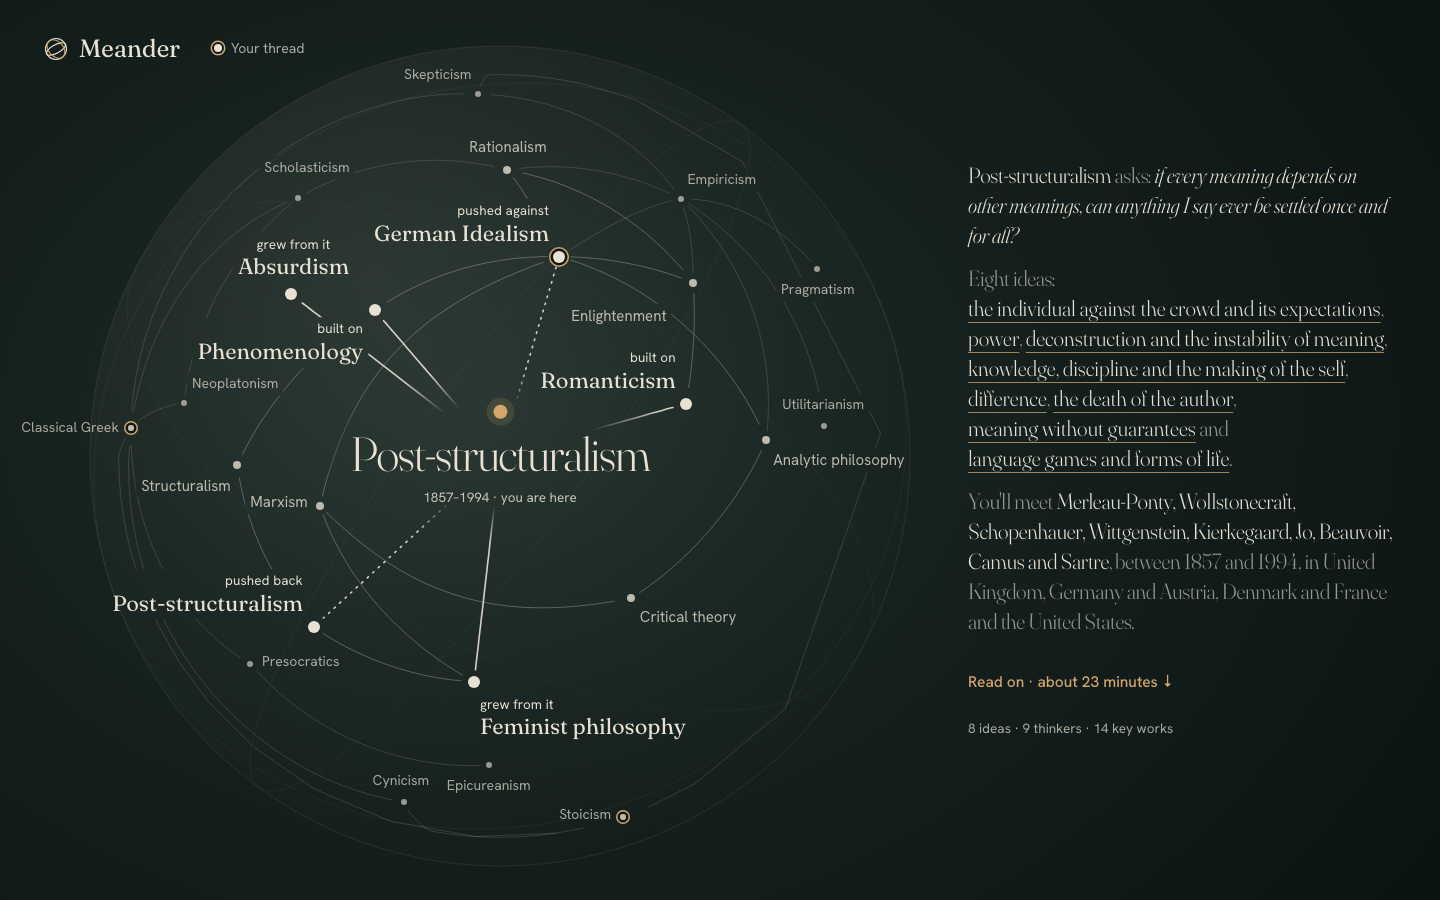 Meander
Your thread
Skepticism
Rationalism
Scholasticism
Empiricism
pushed against
German Idealism
grew from it
Absurdism
Pragmatism
Enlightenment
built on
Phenomenology
built on
Romanticism
Neoplatonism
Utilitarianism
Classical Greek
Post-structuralism
Analytic philosophy
1857–1994 · you are here
Structuralism
Marxism
pushed back
Post-structuralism
Critical theory
Presocratics
grew from it
Feminist philosophy
Cynicism
Epicureanism
Stoicism
Post-structuralism asks: if every meaning depends on
other meanings, can anything I say ever be settled once and
for all?
Eight ideas:
the individual against the crowd and its expectations,
power, deconstruction and the instability of meaning,
knowledge, discipline and the making of the self,
difference, the death of the author,
meaning without guarantees and
language games and forms of life.
You'll meet Merleau-Ponty, Wollstonecraft,
Schopenhauer, Wittgenstein, Kierkegaard, Jo, Beauvoir,
Camus and Sartre, between 1857 and 1994, in United
Kingdom, Germany and Austria, Denmark and France
and the United States.
Read on · about 23 minutes ↓
8 ideas · 9 thinkers · 14 key works